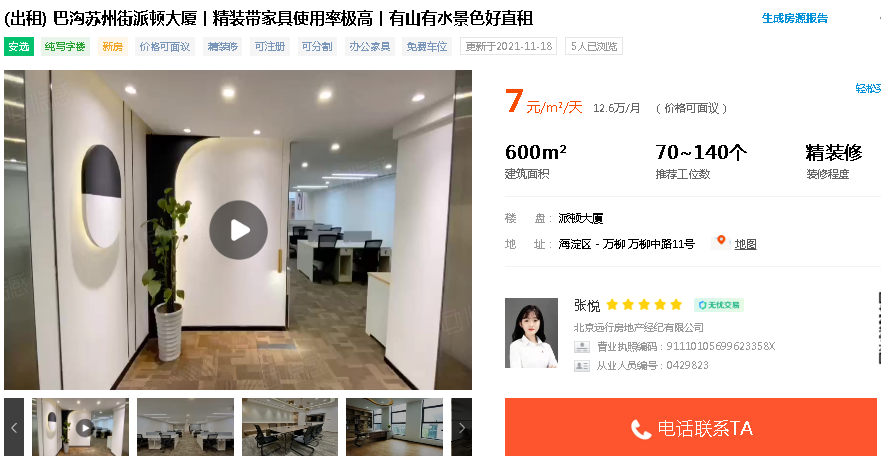 (出租) 巴沟苏州街派顿大厦丨精装带家具使用率极高丨有山有水景色好直租
生成房源报告
安选 纯写字楼 新房 价格可面议 精装修 可注册 可分割 办公家具 免费车位 更新于2021-11-18 5人已浏览
7元/m²/天 12.6万/月 （价格可面议）
600m² 70~140个 精装修
建筑面积 推荐工位数 装修程度
楼 盘： 派顿大厦
地 址： 海淀区 - 万柳 万柳中路11号 地图
张悦 无忧交易
北京远行房地产经纪有限公司
营业执照编码：91110105699623358X
从业人员编号：0429823
电话联系TA